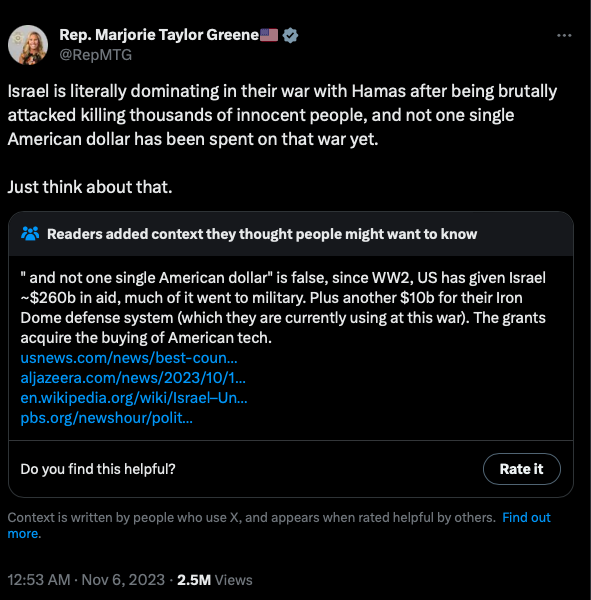 Rep. Marjorie Taylor Greene🇺🇸
@RepMTG
Israel is literally dominating in their war with Hamas after being brutally
attacked killing thousands of innocent people, and not one single
American dollar has been spent on that war yet.
Just think about that.
Readers added context they thought people might want to know
" and not one single American dollar" is false, since WW2, US has given Israel
~$260b in aid, much of it went to military. Plus another $10b for their Iron
Dome defense system (which they are currently using at this war). The grants
acquire the buying of American tech.
usnews.com/news/best-coun…
aljazeera.com/news/2023/10/1…
en.wikipedia.org/wiki/Israel–Un…
pbs.org/newshour/polit…
Do you find this helpful?
Rate it
Context is written by people who use X, and appears when rated helpful by others. Find out
more.
12:53 AM · Nov 6, 2023 · 2.5M Views